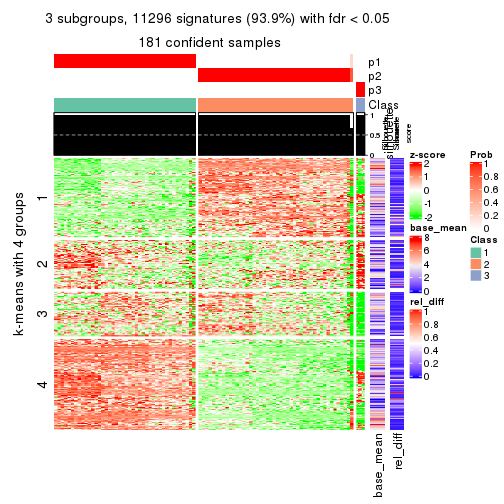 3 subgroups, 11296 signatures (93.9%) with fdr < 0.05
181 confident samples
p1
p2
p3
Class
1
0.5
0
silhouette
score
k-means with 4 groups
1
2
3
4
z-score
2
1
0
-1
-2
base_mean
8
6
4
2
0
rel_diff
1
0.8
0.6
0.4
0.2
0
Prob
1
0.8
0.6
0.4
0.2
0
Class
1
2
3
base_mean
rel_diff